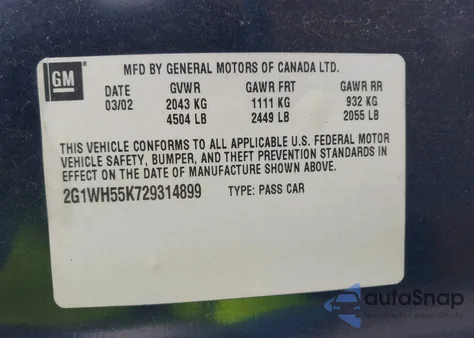 GM
MFD BY GENERAL MOTORS OF CANADA LTD.
DATE GVWR GAWR FRT GAWR RR
03/02 2043 KG 1111 KG 932 KG
4504 LB 2449 LB 2055 LB
THIS VEHICLE CONFORMS TO ALL APPLICABLE U.S. FEDERAL MOTOR
VEHICLE SAFETY, BUMPER, AND THEFT PREVENTION STANDARDS IN
EFFECT ON THE DATE OF MANUFACTURE SHOWN ABOVE.
2G1WH55K729314899 TYPE: PASS CAR
autoSnap